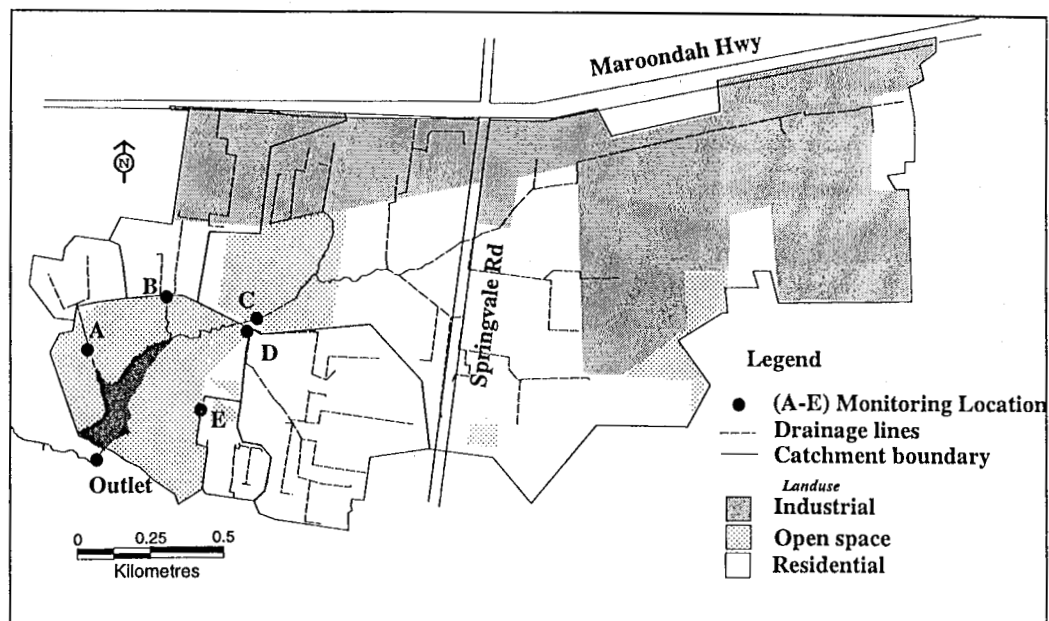 Maroondah Hwy
N
Springvale Rd
B
C
A
D
E
Outlet
0 0.25 0.5
Kilometres
Legend
(A-E) Monitoring Location
Drainage lines
Catchment boundary
Landuse
Industrial
Open space
Residential